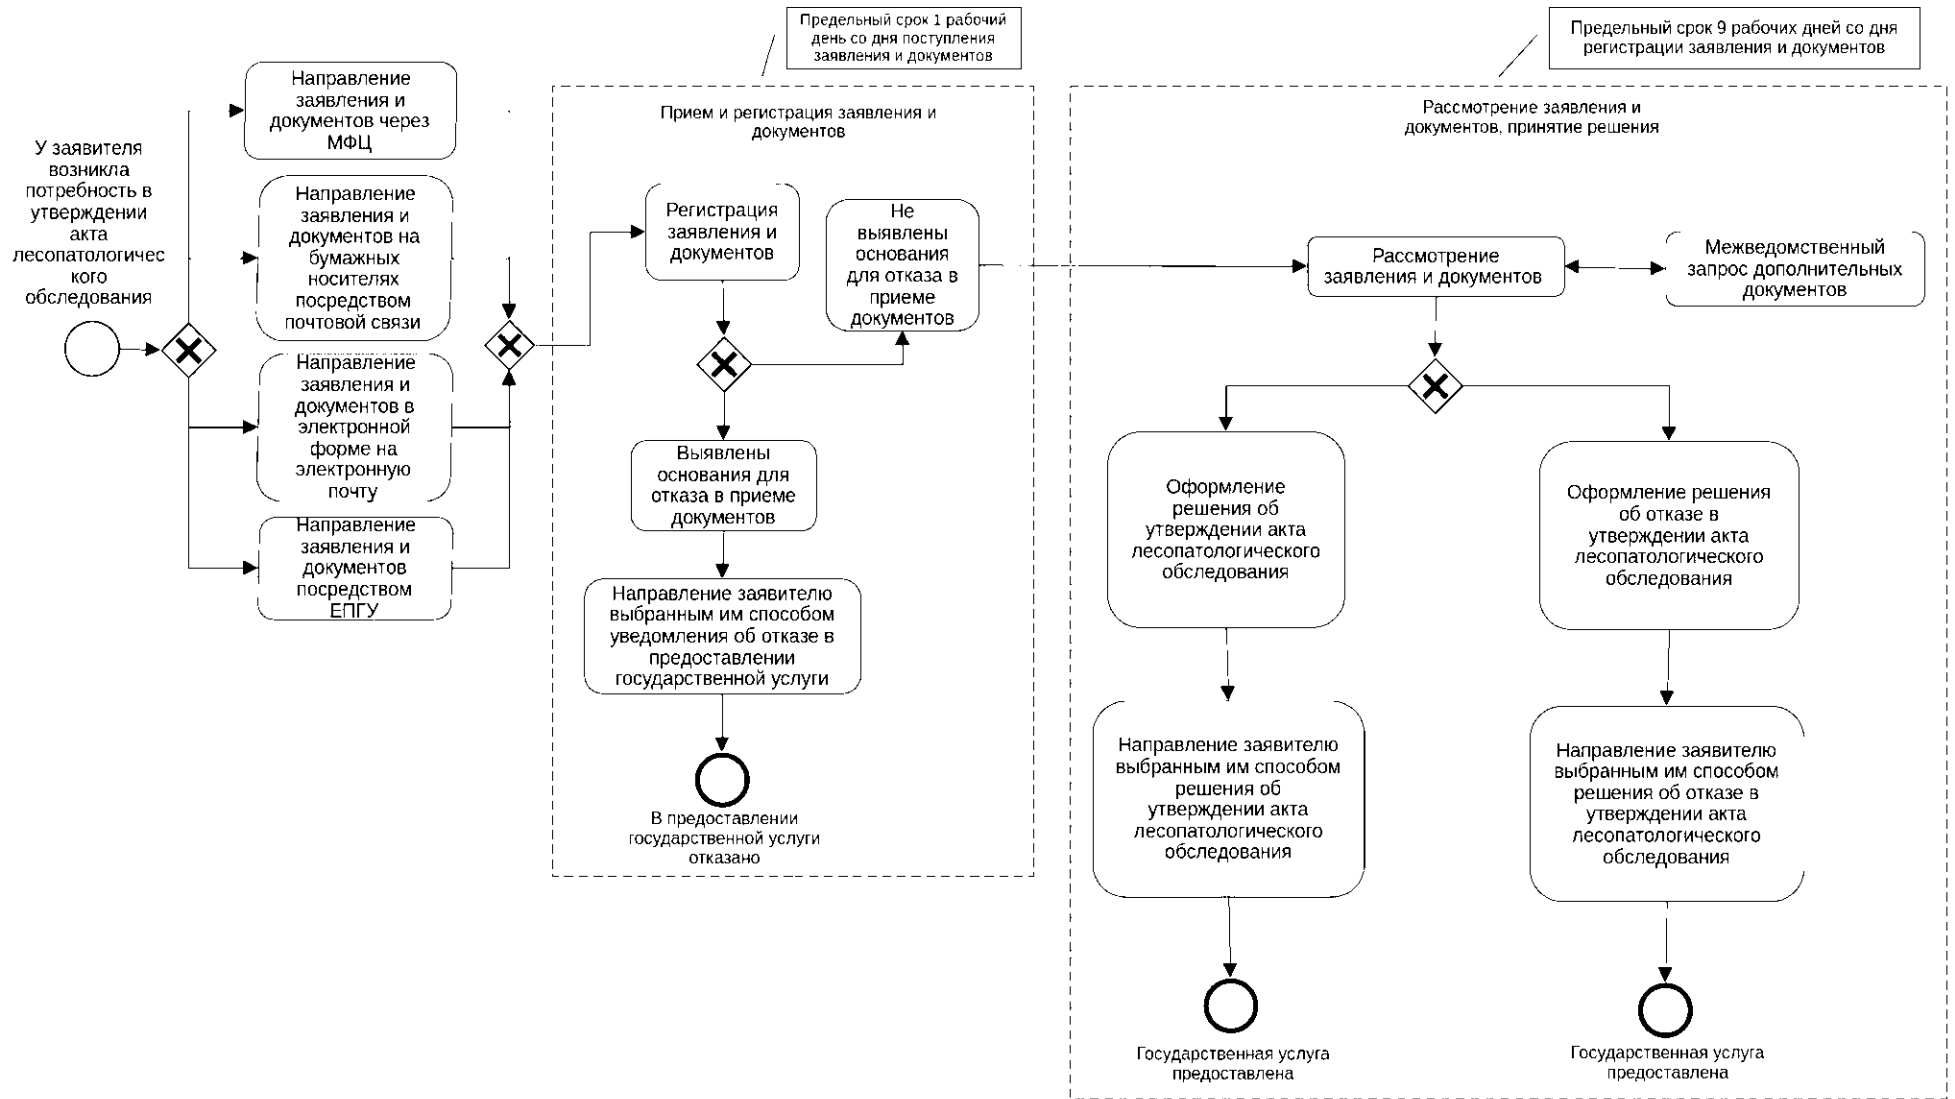 Предельный срок 1 рабочий
день со дня поступления
заявления и документов
Предельный срок 9 рабочих дней со дня
регистрации заявления и документов
У заявителя
возникла
потребность в
утверждении
акта
лесопатологичес
кого
обследования
Направление
заявления и
документов через
МФЦ
Направление
заявления и
документов на
бумажных
носителях
посредством
почтовой связи
Направление
заявления и
документов в
электронной
форме на
электронную
почту
Направление
заявления и
документов
посредством
ЕПГУ
Прием и регистрация заявления и
документов
Регистрация
заявления и
документов
Не
выявлены
основания
для отказа в
приеме
документов
Выявлены
основания для
отказа в приеме
документов
Направление заявителю
выбранным им способом
уведомления об отказе в
предоставлении
государственной услуги
В предоставлении
государственной услуги
отказано
Рассмотрение заявления и
документов, принятие решения
Рассмотрение
заявления и документов
Межведомственный
запрос дополнительных
документов
Оформление
решения об
утверждении акта
лесопатологического
обследования
Оформление решения
об отказе в
утверждении акта
лесопатологического
обследования
Направление заявителю
выбранным им способом
решения об
утверждении акта
лесопатологического
обследования
Направление заявителю
выбранным им способом
решения об отказе в
утверждении акта
лесопатологического
обследования
Государственная услуга
предоставлена
Государственная услуга
предоставлена